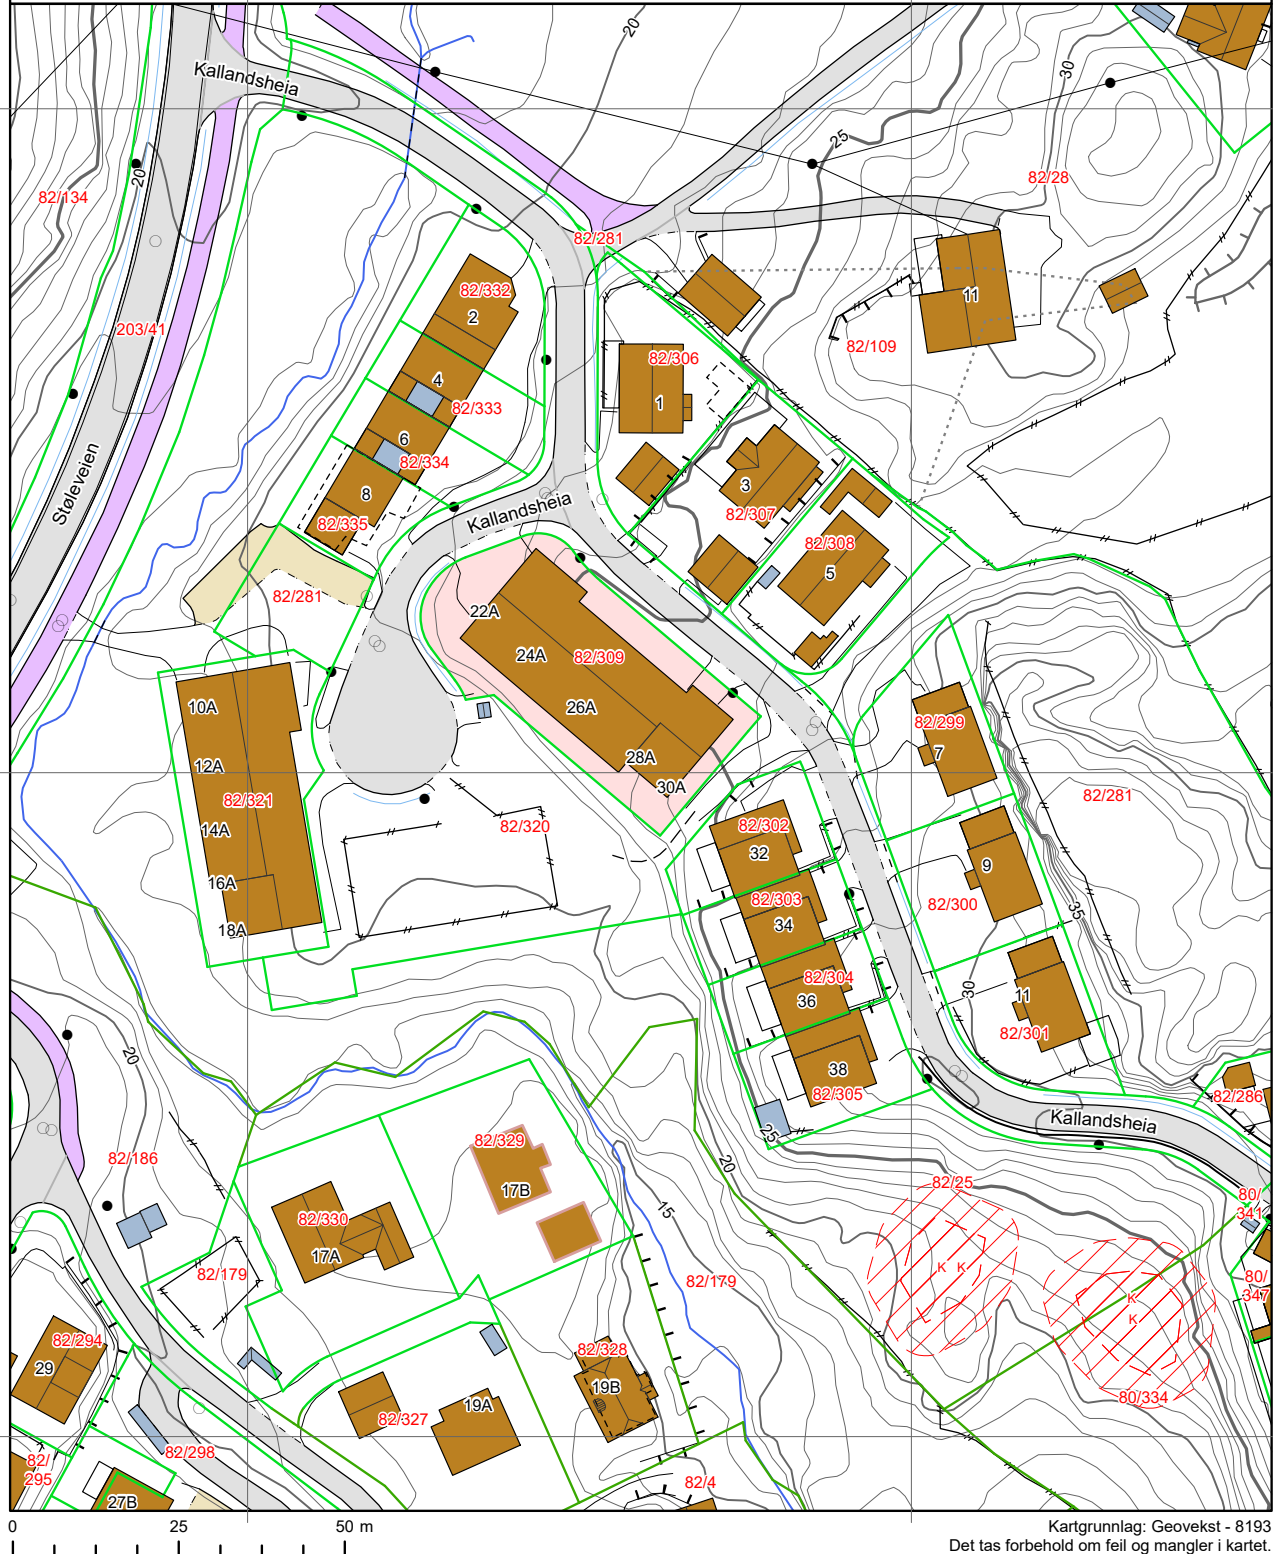 Kallandsheia
20
30
25
82/28
82/134
20
82/281
203/41
82/332
2
11
82/109
82/306
4
82/333
1
6
82/334
Støleveien
8
82/335
Kallandsheia
3
82/307
82/308
5
82/281
22A
24A
82/309
26A
10A
82/299
7
28A
12A
30A
82/321
82/281
14A
82/320
82/302
32
9
16A
82/303
82/300
34
35
18A
82/304
36
30
11
82/301
20
38
82/305
82/286
Kallandsheia
82/329
25
82/186
20
17B
82/25
80/
341
15
82/330
17A
82/179
82/179
K K
80/
347
K
K
82/294
29
82/328
19B
80/334
19A
82/327
82/298
82/
295
82/4
27B
0 25 50 m
Kartgrunnlag: Geovekst - 8193
Det tas forbehold om feil og mangler i kartet.